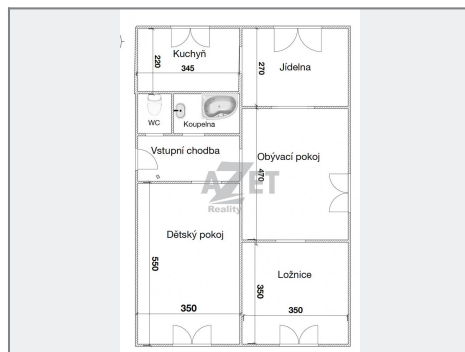 Kuchyň
220
345
270
Jídelna
WC
Koupelna
Vstupní chodba
Obývací pokoj
470
AZET
Reality
Dětský pokoj
550
350
Ložnice
350
350